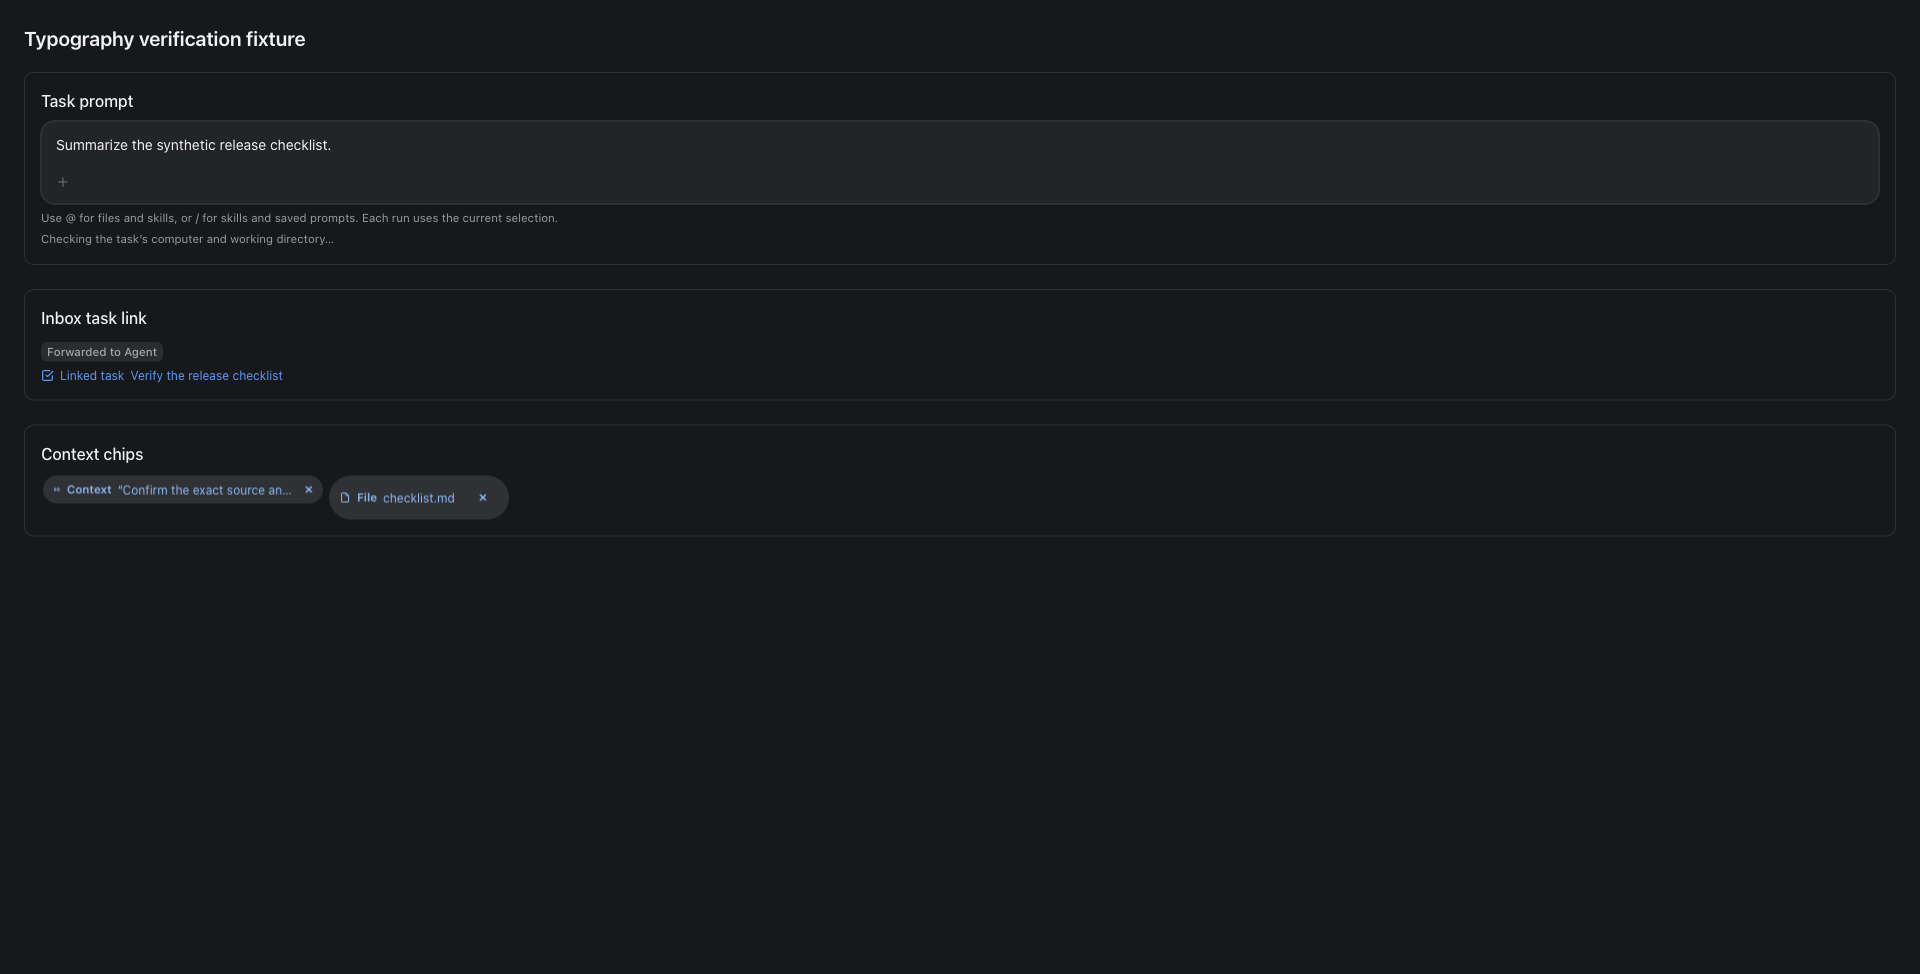 Typography verification fixture
Task prompt
Summarize the synthetic release checklist.
Use @ for files and skills, or / for skills and saved prompts. Each run uses the current selection.
Checking the task's computer and working directory...
Inbox task link
Forwarded to Agent
Linked task Verify the release checklist
Context chips
Context “Confirm the exact source an...
File checklist.md